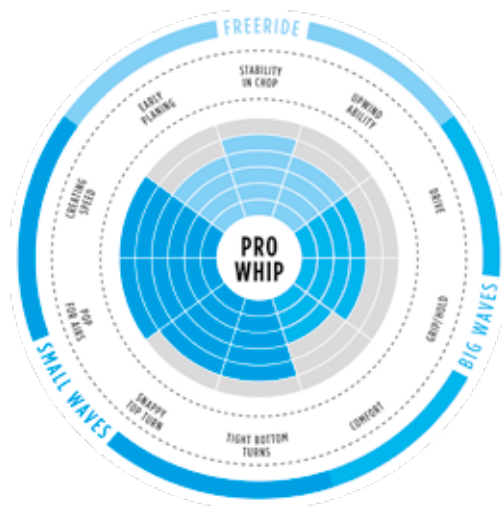 FREERIDE
STABILITY
IN CHOP
EARLY
PLANING
UPWIND
ABILITY
CREATING
SPEED
DRIVE
PRO
WHIP
POP
FOR AIRS
GRIP/HOLD
BIG WAVES
SMALL WAVES
SNAPPY
TOP TURN
TIGHT BOTTOM
TURNS
COMFORT